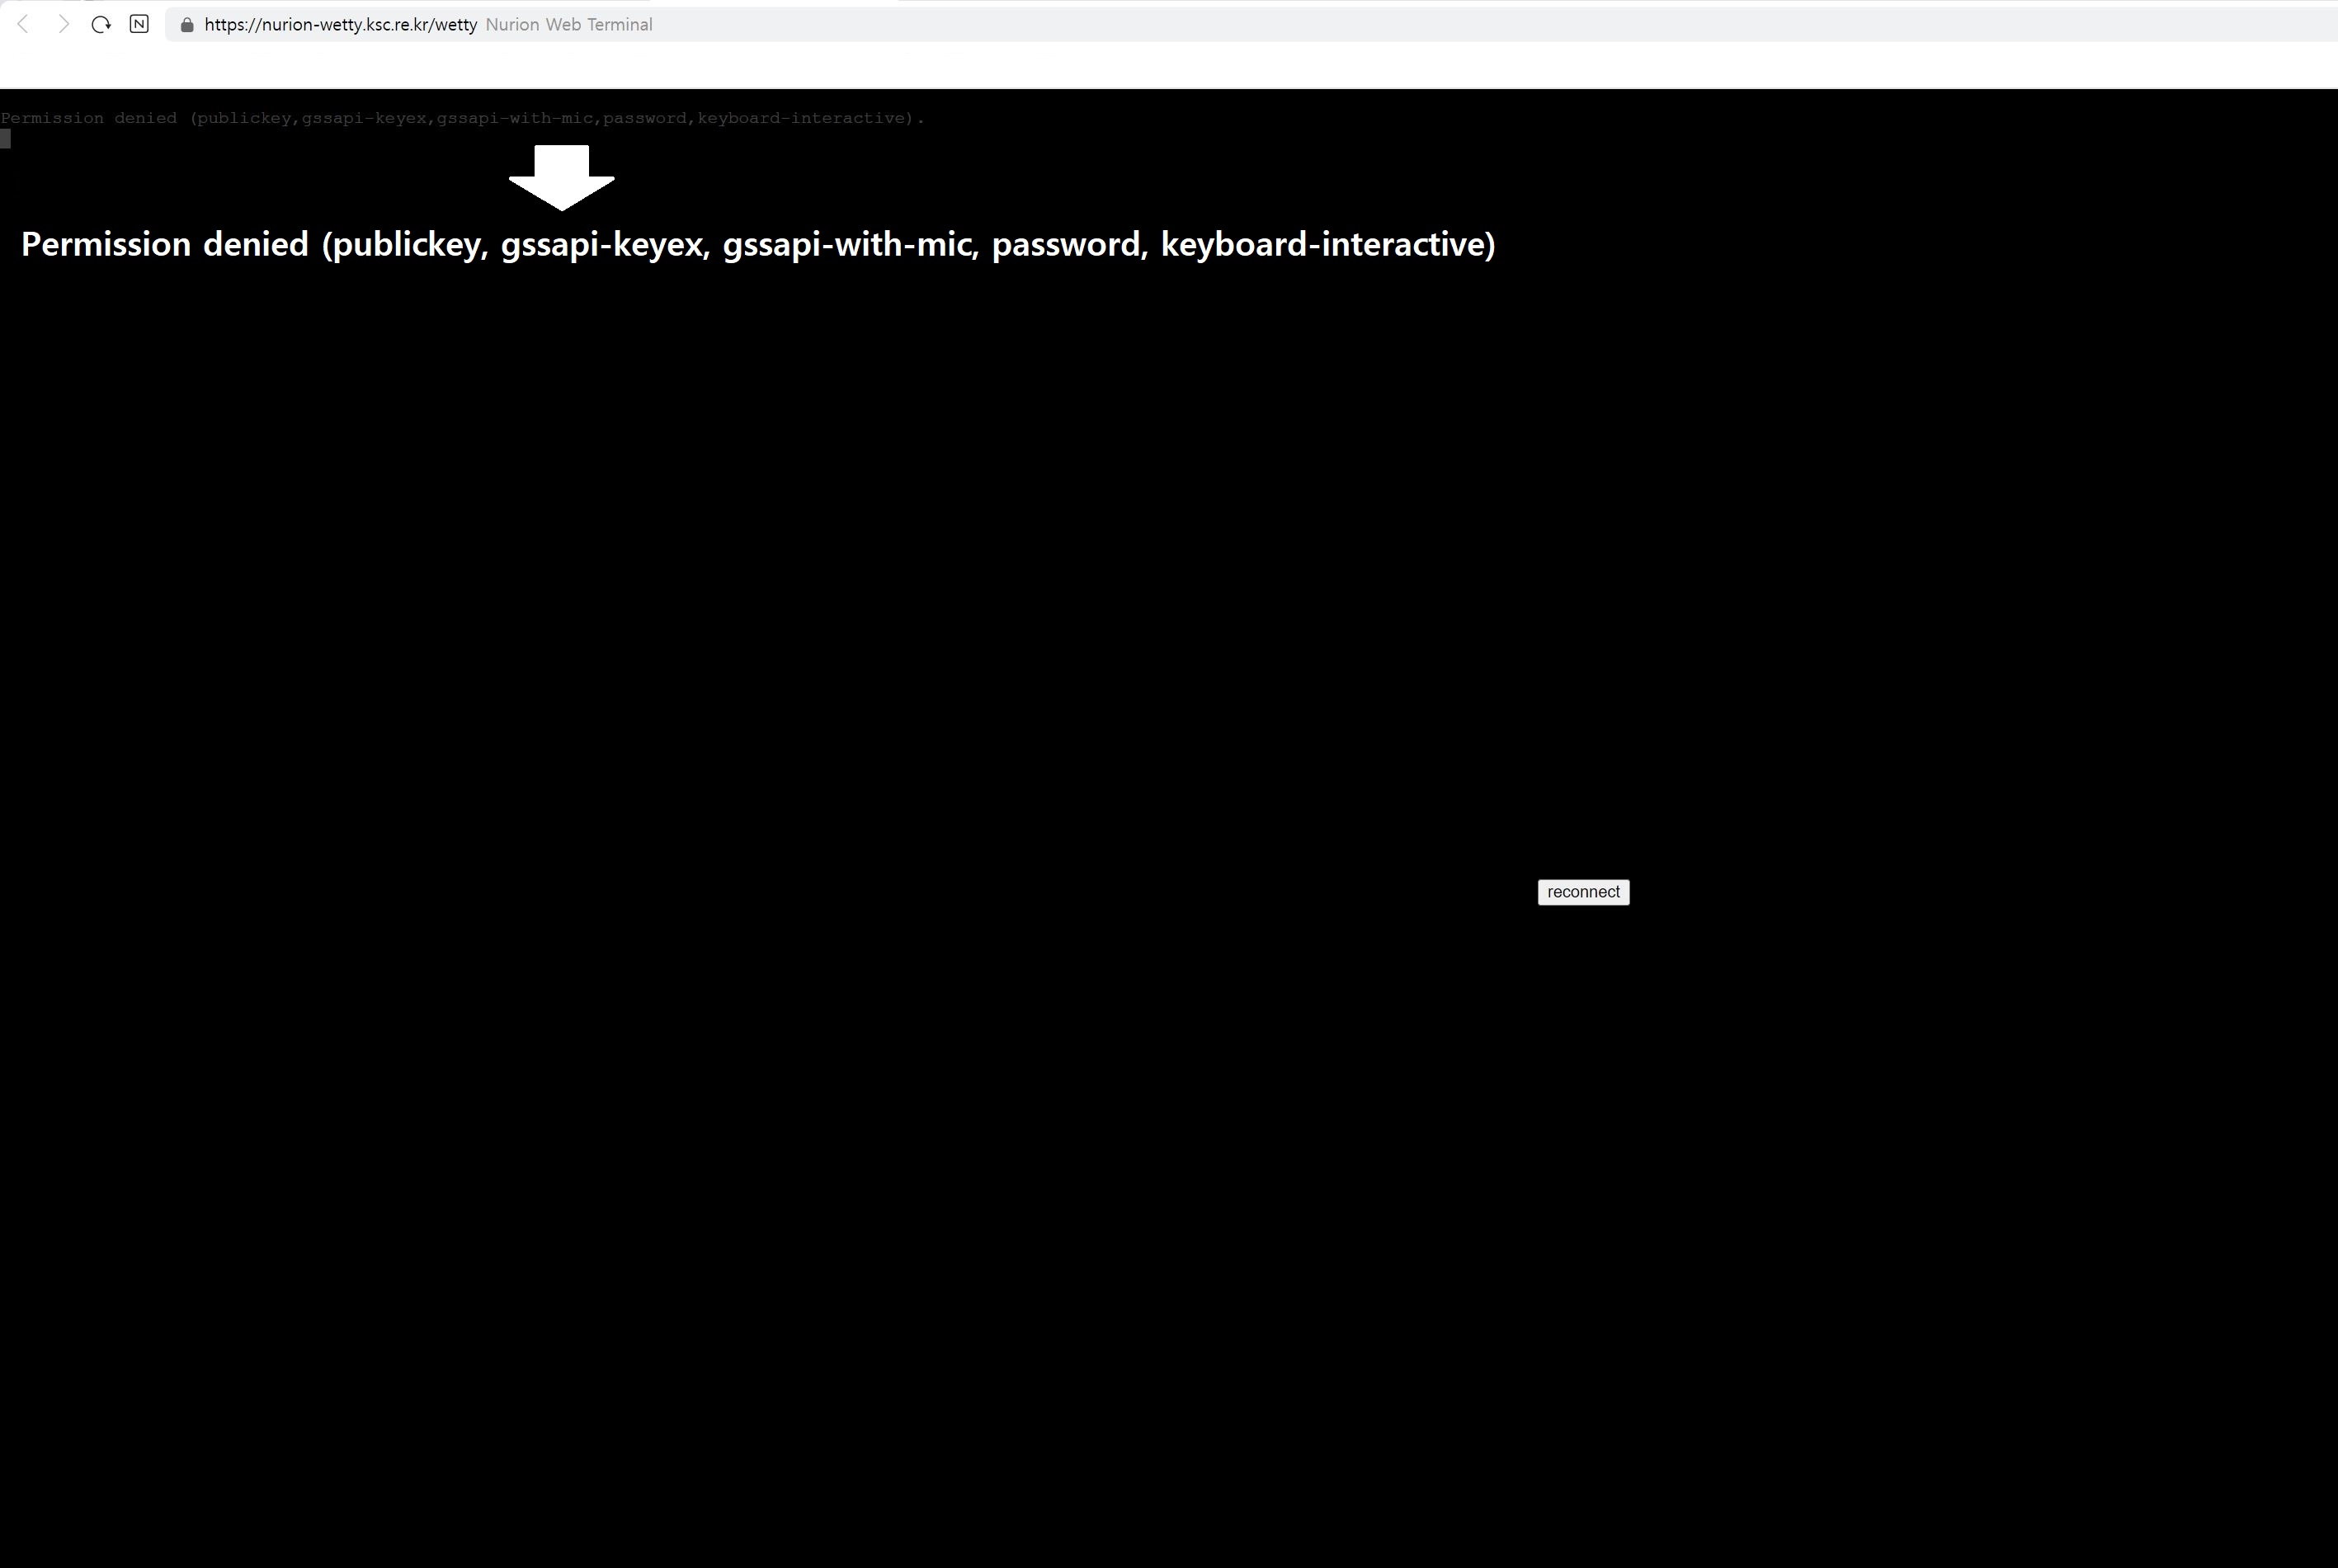 N https://nurion-wetty.ksc.re.kr/wetty Nurion Web Terminal
Permission denied (publickey,gssapi-keyex,gssapi-with-mic,password,keyboard-interactive).
Permission denied (publickey, gssapi-keyex, gssapi-with-mic, password, keyboard-interactive)
reconnect